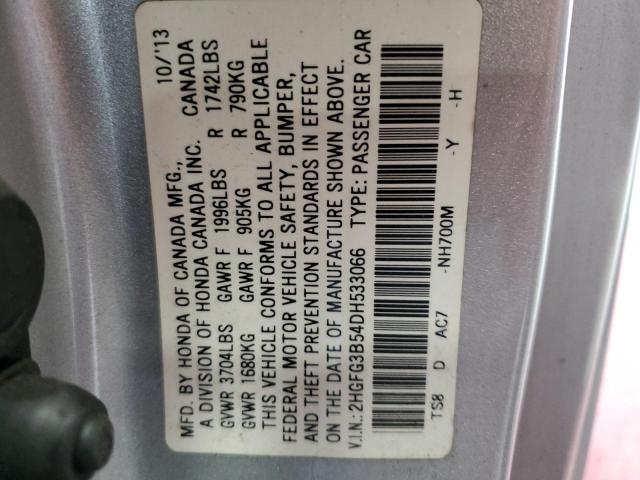 MFD. BY HONDA OF CANADA MFG., 10/'13
A DIVISION OF HONDA CANADA INC. CANADA
GVWR 3704LBS GAWR F 1996LBS R 1742LBS
GVWR 1680KG GAWR F 905KG R 790KG
THIS VEHICLE CONFORMS TO ALL APPLICABLE
FEDERAL MOTOR VEHICLE SAFETY, BUMPER,
AND THEFT PREVENTION STANDARDS IN EFFECT
ON THE DATE OF MANUFACTURE SHOWN ABOVE.
V.I.N.: 2HGFG3B54DH533066 TYPE: PASSENGER CAR
TS8 D AC7 -NH700M -Y -H